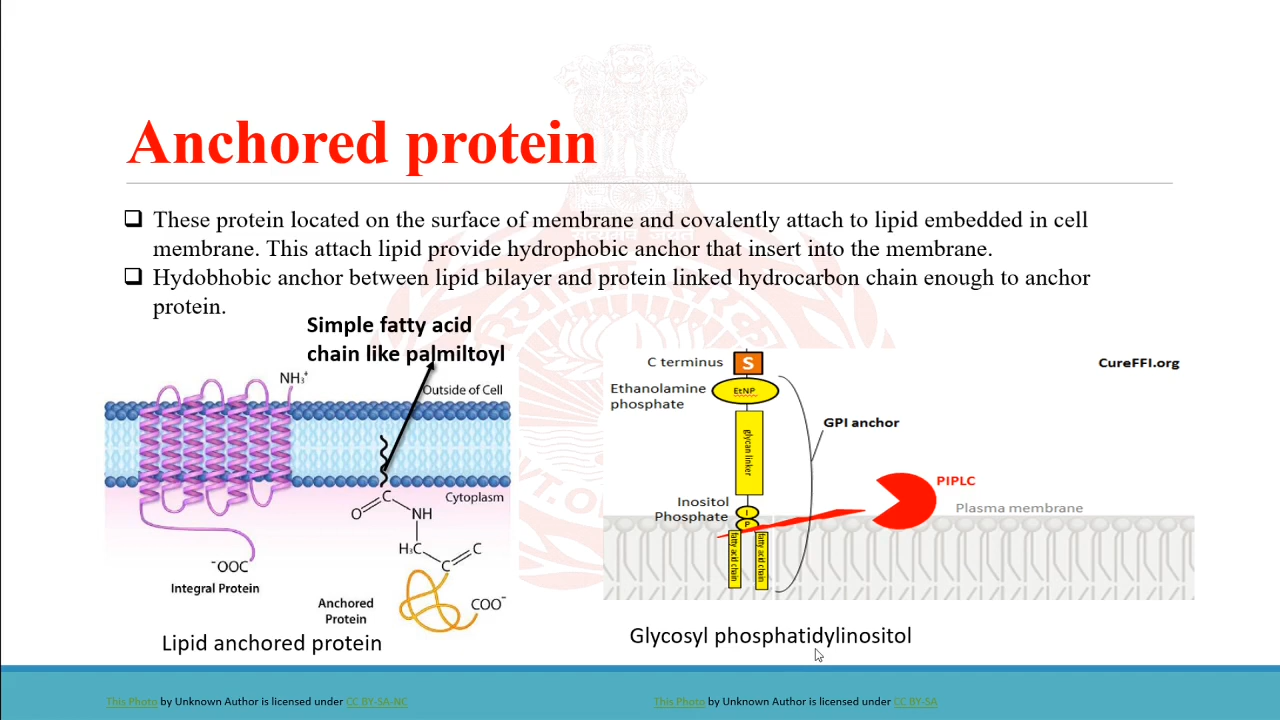 Anchored protein
❑ These protein located on the surface of membrane and covalently attach to lipid embedded in cell
membrane. This attach lipid provide hydrophobic anchor that insert into the membrane.
❑ Hydobhobic anchor between lipid bilayer and protein linked hydrocarbon chain enough to anchor
protein.
Simple fatty acid
chain like palmiltoyl
NH₃⁺
Outside of Cell
Cytoplasm
O
C
NH
H₃C
C
C
⁻OOC
Integral Protein
Anchored
Protein
COO⁻
Lipid anchored protein
C terminus
S
CureFFI.org
Ethanolamine
phosphate
EtNP
GPI anchor
glycan linker
PIPLC
Inositol
Phosphate
I
P
Plasma membrane
fatty acid chain
fatty acid chain
Glycosyl phosphatidylinositol
This Photo by Unknown Author is licensed under CC BY-SA-NC
This Photo by Unknown Author is licensed under CC BY-SA